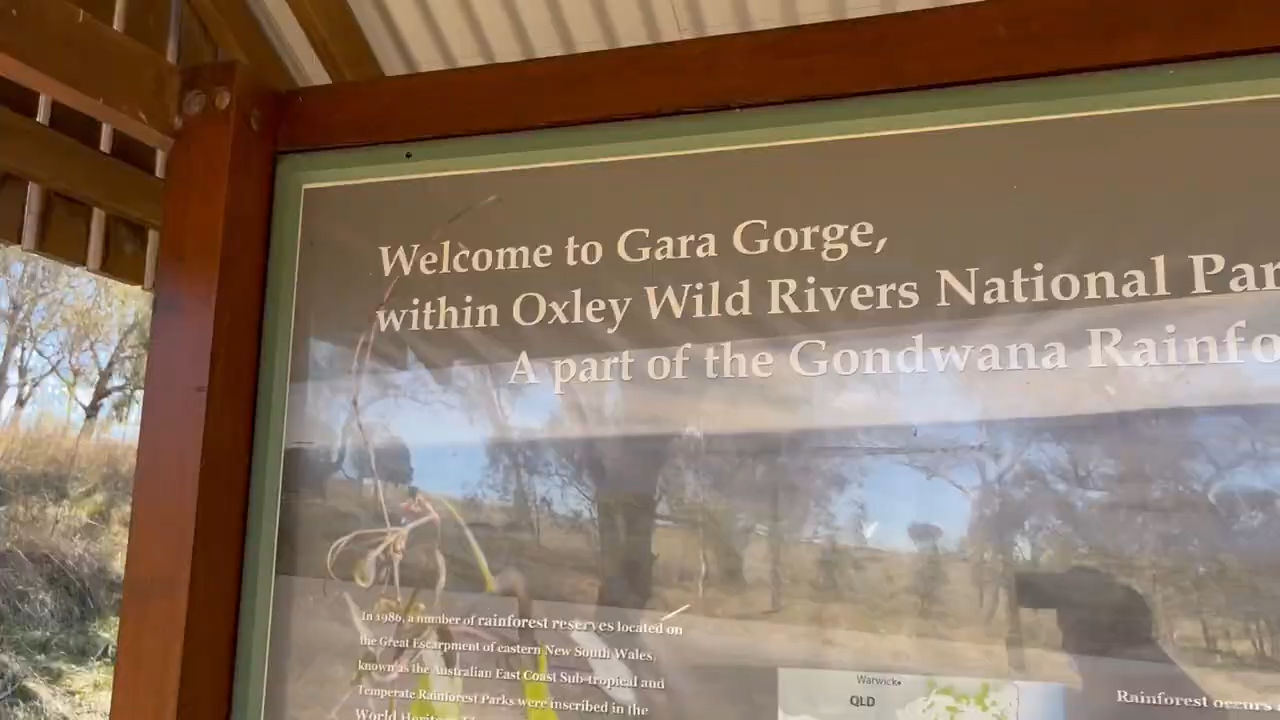 Welcome to Gara Gorge,
within Oxley Wild Rivers National Par
A part of the Gondwana Rainfo
In 1986, a number of rainforest reserves located on
the Great Escarpment of eastern New South Wales,
known as the Australian East Coast Sub-tropical and
Temperate Rainforest Parks were inscribed in the
World
Warwick
QLD
Rainforest occurs